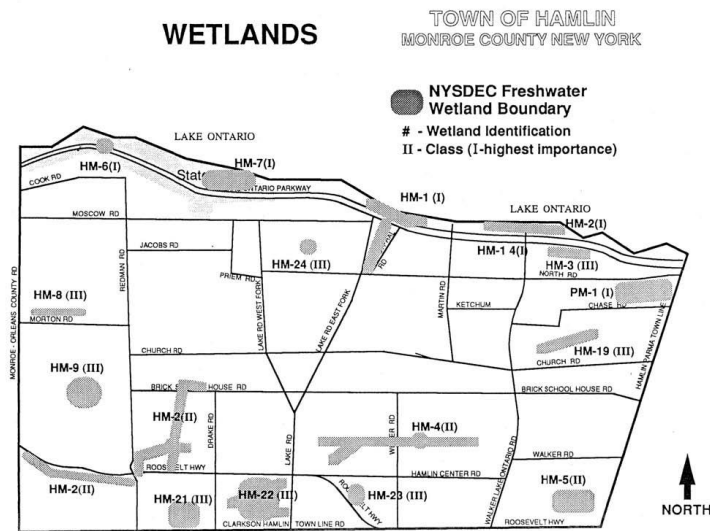 WETLANDS
TOWN OF HAMLIN
MONROE COUNTY NEW YORK
NYSDEC Freshwater
Wetland Boundary
# - Wetland Identification
II - Class (I-highest importance)
LAKE ONTARIO
HM-6(I)
HM-7(I)
State
ONTARIO PARKWAY
COOK RD
HM-1 (I)
LAKE ONTARIO
HM-2(I)
MOSCOW RD
JACOBS RD
REDMAN RD
HM-24 (III)
RD
HM-1 4(I)
HM-3 (III)
NORTH RD
PRIEM RD
PM-1 (I)
HM-8 (III)
MORTON RD
LAKE RD WEST FORK
LAKE RD EAST FORK
MARTIN RD
KETCHUM
CHASE RD
MONROE - ORLEANS COUNTY RD
CHURCH RD
HM-19 (III)
CHURCH RD
HAMLIN PARMA TOWN LINE
HM-9 (III)
BRICK S HOUSE RD
BRICK SCHOOL HOUSE RD
HM-2(II)
DRAKE RD
LAKE RD
HM-4(II)
WALKER LAKE ONTARIO RD
WALKER RD
ROOSEVELT HWY
HAMLIN CENTER RD
HM-2(II)
HM-21 (III)
HM-22 (III)
HM-23 (III)
HM-5(II)
CLARKSON HAMLIN TOWN LINE RD
ROOSEVELT HWY
NORTH